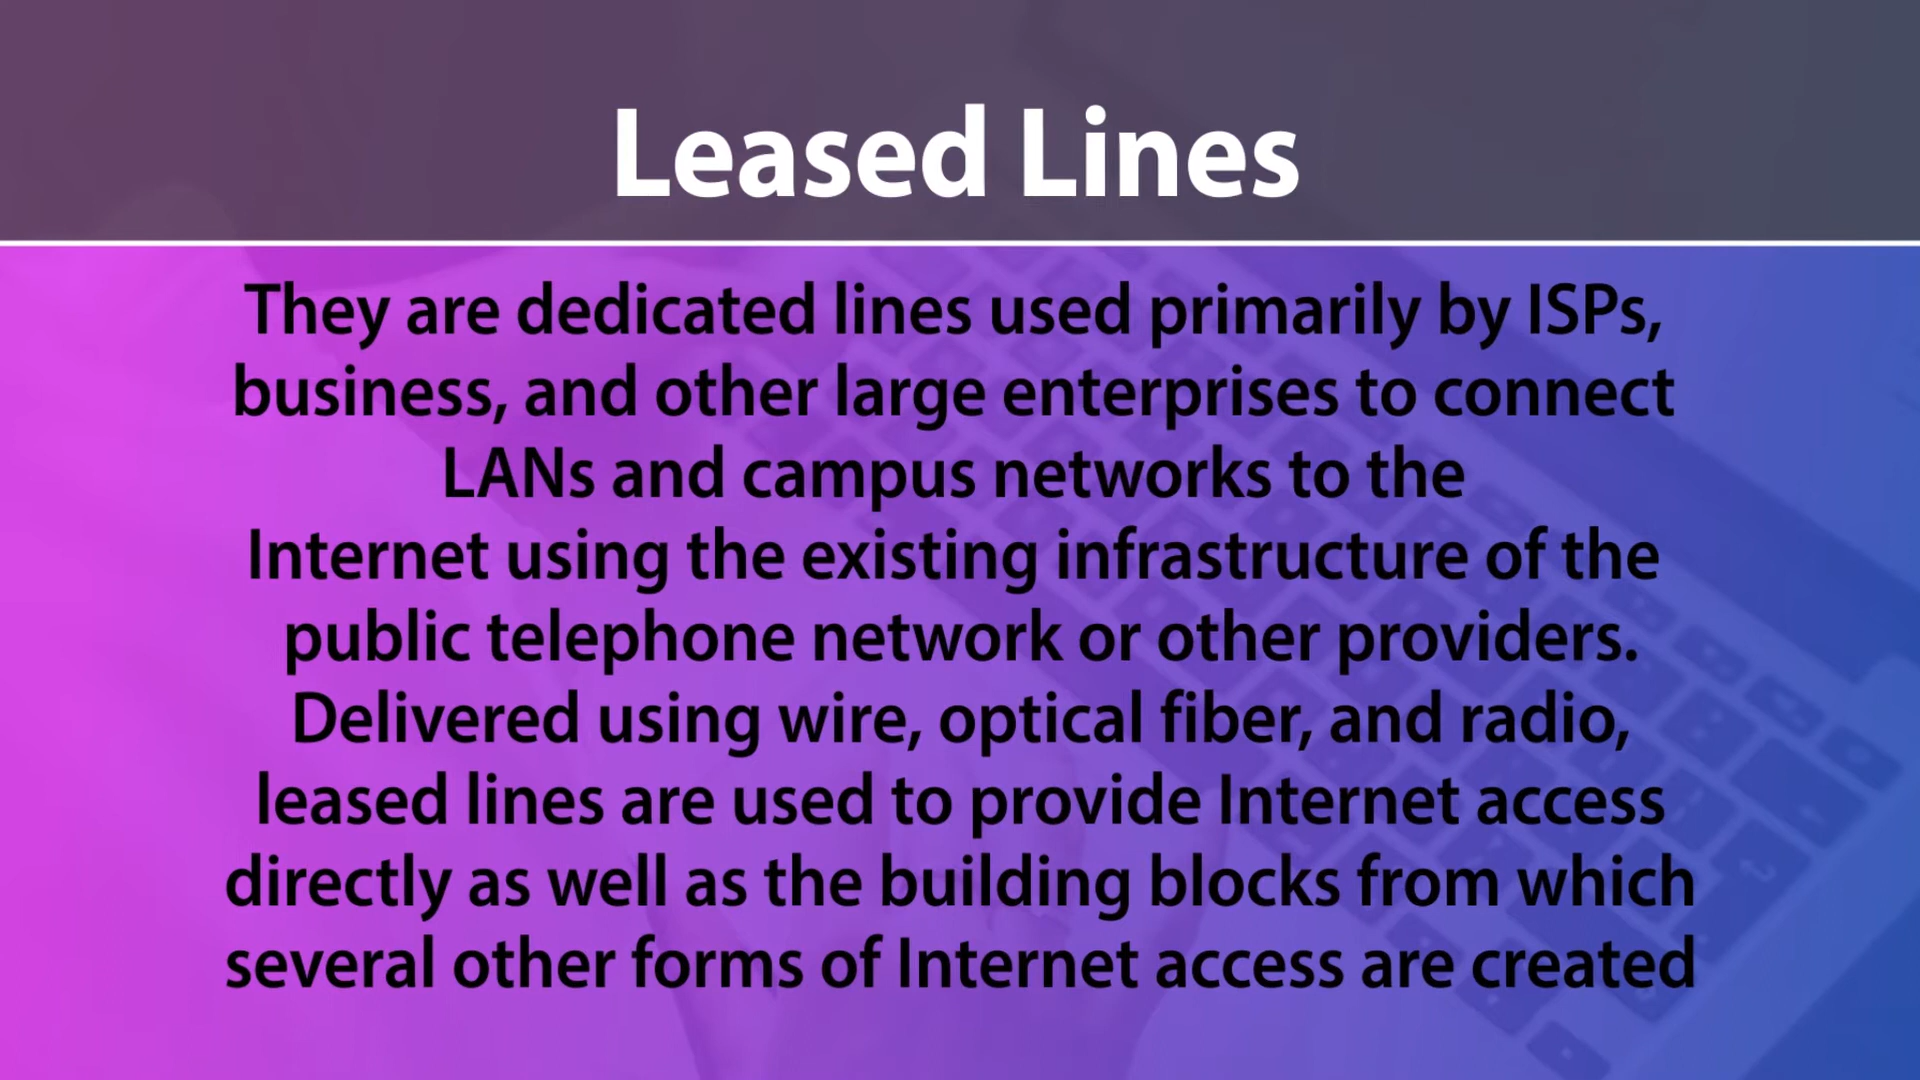 Leased Lines
They are dedicated lines used primarily by ISPs,
business, and other large enterprises to connect
LANs and campus networks to the
Internet using the existing infrastructure of the
public telephone network or other providers.
Delivered using wire, optical fiber, and radio,
leased lines are used to provide Internet access
directly as well as the building blocks from which
several other forms of Internet access are created